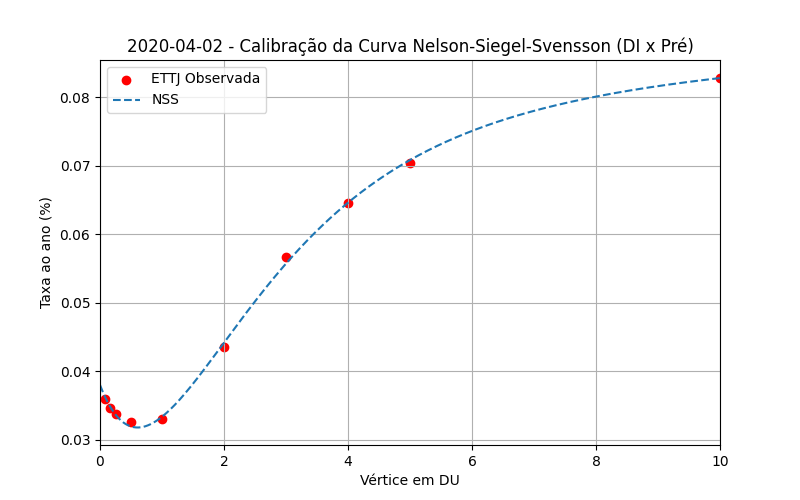 2020-04-02 - Calibração da Curva Nelson-Siegel-Svensson (DI x Pré)
ETTJ Observada
NSS
Taxa ao ano (%)
0.08
0.07
0.06
0.05
0.04
0.03
0 2 4 6 8 10
Vértice em DU